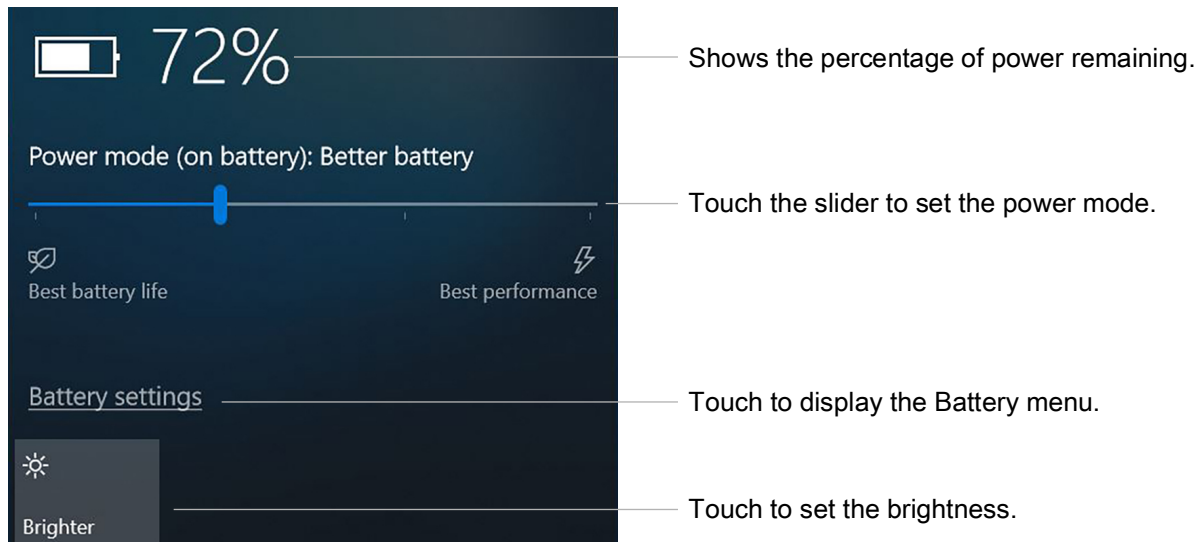 72%
Shows the percentage of power remaining.
Power mode (on battery): Better battery
Touch the slider to set the power mode.
Best battery life
Best performance
Battery settings
Touch to display the Battery menu.
Brighter
Touch to set the brightness.